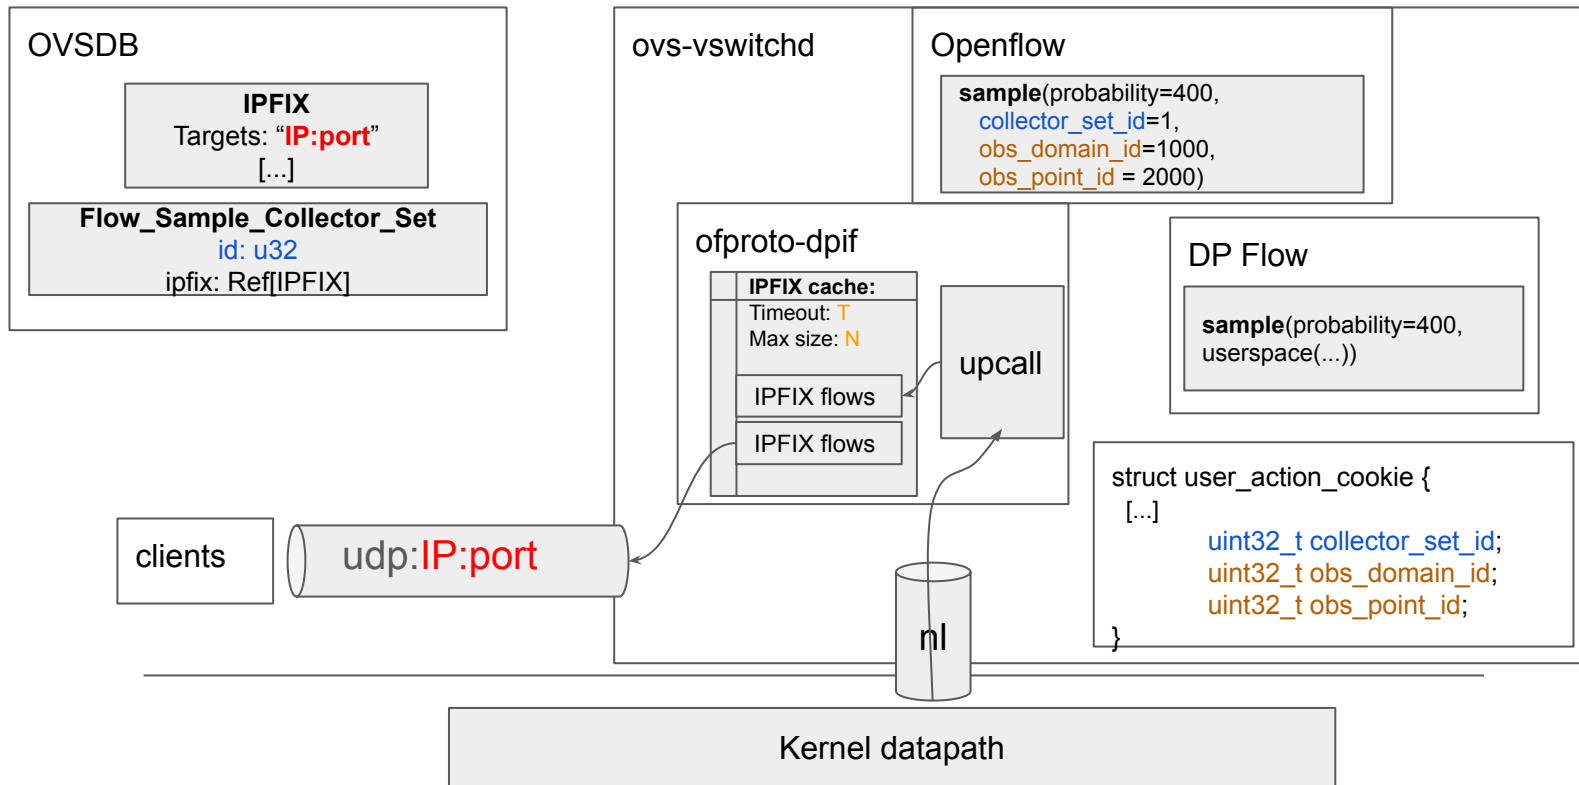 OVSDB
IPFIX
Targets: “IP:port”
[...]
Flow_Sample_Collector_Set
id: u32
ipfix: Ref[IPFIX]
ovs-vswitchd
Openflow
sample(probability=400,
collector_set_id=1,
obs_domain_id=1000,
obs_point_id = 2000)
ofproto-dpif
IPFIX cache:
Timeout: T
Max size: N
IPFIX flows
IPFIX flows
upcall
DP Flow
sample(probability=400,
userspace(...))
struct user_action_cookie {
[...]
uint32_t collector_set_id;
uint32_t obs_domain_id;
uint32_t obs_point_id;
}
clients
udp:IP:port
nl
Kernel datapath